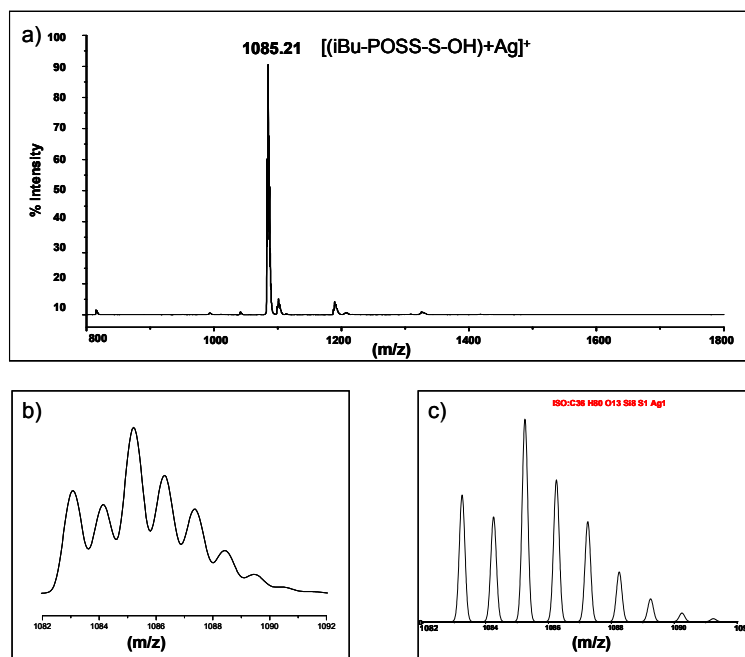 a)
1085.21 [(iBu-POSS-S-OH)+Ag]⁺
100
90
80
70
60
50
40
30
20
10
% Intensity
800 1000 1200 1400 1600 1800
(m/z)
b)
1082 1084 1086 1088 1090 1092
(m/z)
c)
ISO:C36 H80 O13 Si8 S1 Ag1
1082 1084 1086 1088 1090
(m/z)